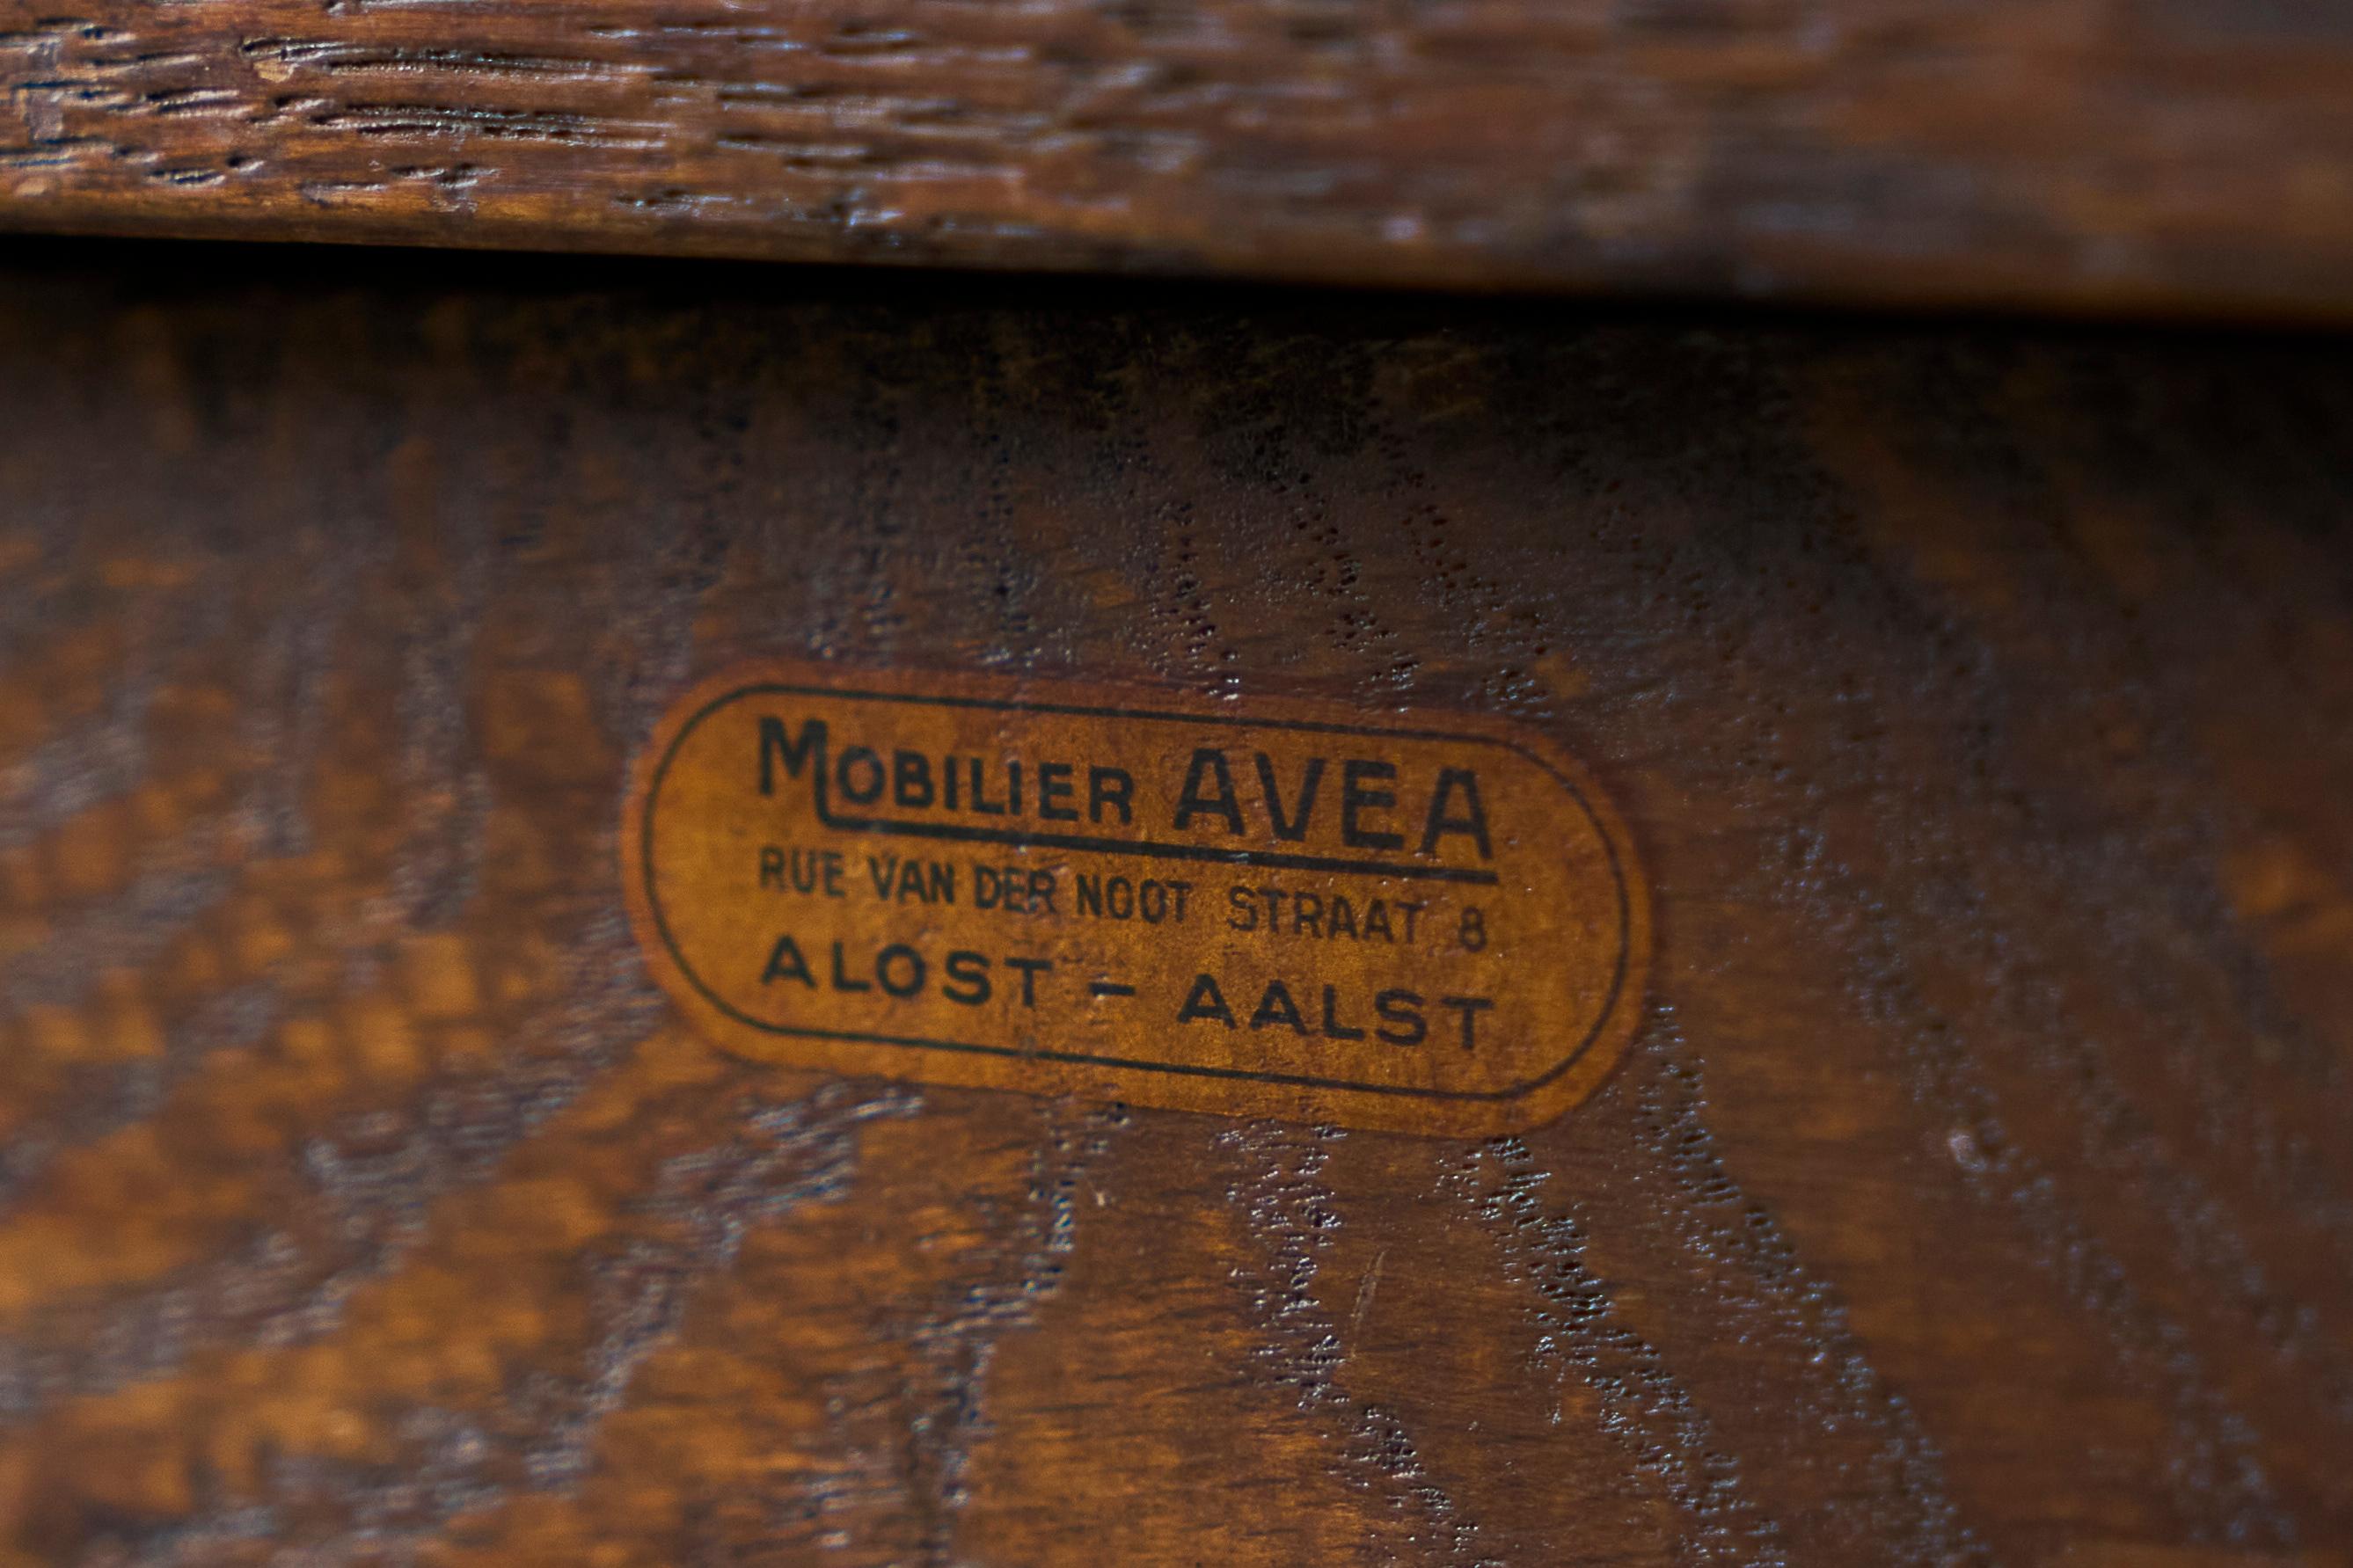 MOBILIER AVEA
RUE VAN DER NOOT STRAAT 8
ALOST - AALST